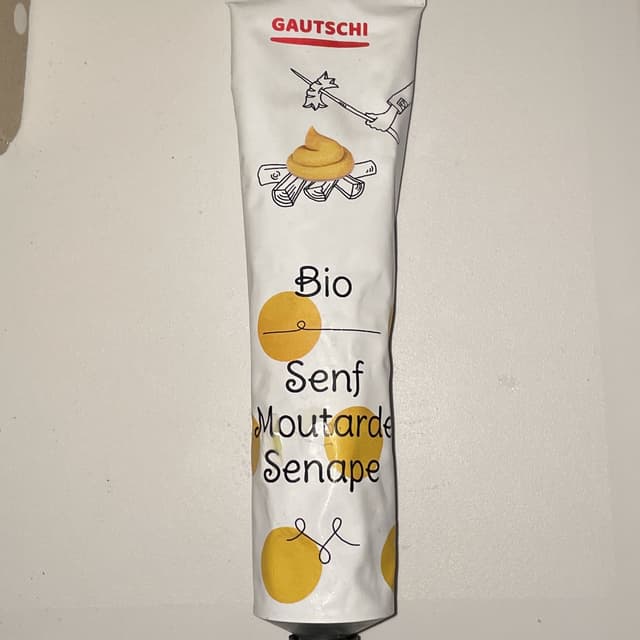 GAUTSCHI
Bio
Senf
Moutarde
Senape